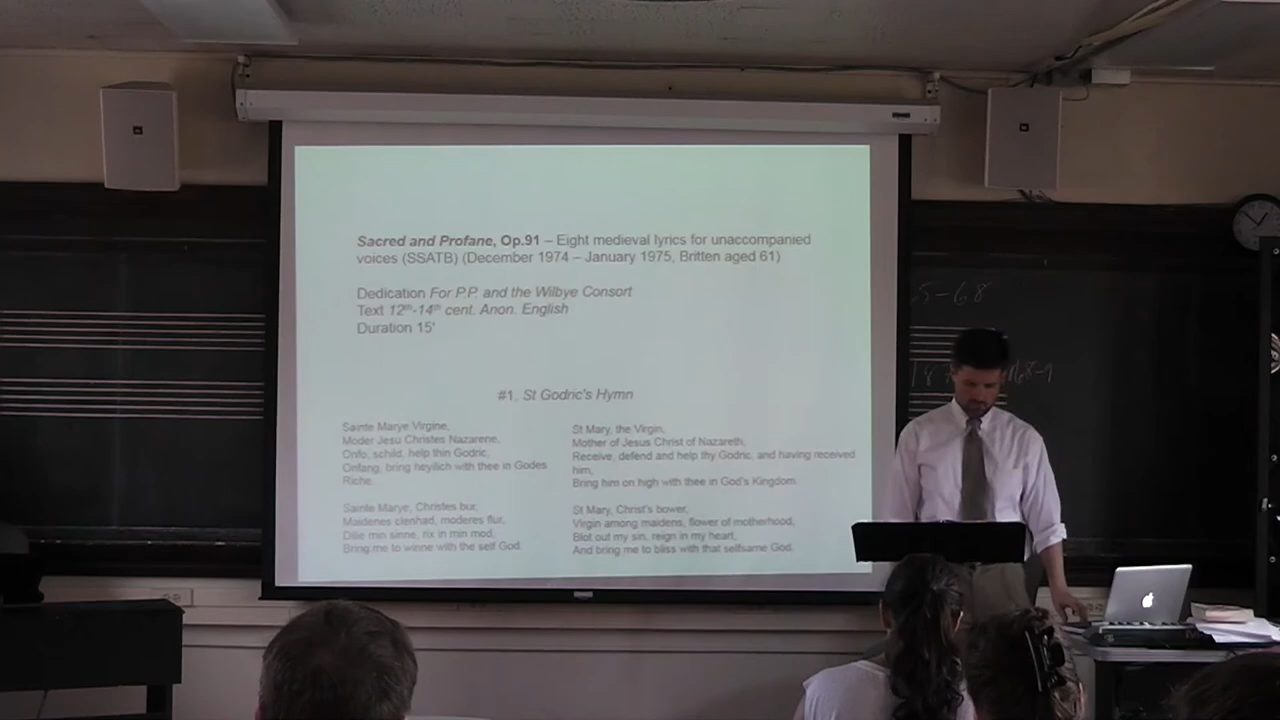 Sacred and Profane, Op.91 – Eight medieval lyrics for unaccompanied
voices (SSATB) (December 1974 – January 1975, Britten aged 61)
Dedication For P.P. and the Wilbye Consort
Text 12th-14th cent. Anon. English
Duration 15'
#1. St Godric's Hymn
Sainte Marye Virgine,
Moder Jesu Christes Nazarene,
Onfo, schild, help thin Godric,
Onfang, bring heyilich with thee in Godes
Riche.
Sainte Marye, Christes bur,
Maidenes clenhad, moderes flur,
Dilie min sinne, rix in min mod,
Bring me to winne with the self God.
St Mary, the Virgin,
Mother of Jesus Christ of Nazareth,
Receive, defend and help thy Godric, and having received
him,
Bring him on high with thee in God's Kingdom.
St Mary, Christ's bower,
Virgin among maidens, flower of motherhood,
Blot out my sin, reign in my heart,
And bring me to bliss with that selfsame God.
5-68